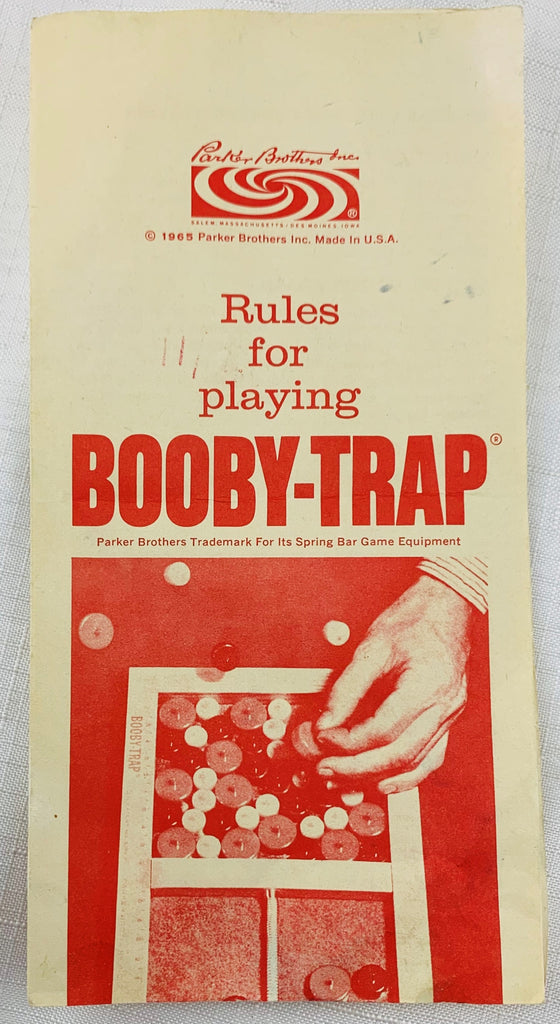 Parker Brothers Inc.
®
SALEM, MASSACHUSETTS / DES MOINES, IOWA
© 1965 Parker Brothers Inc. Made In U.S.A.
Rules
for
playing
BOOBY-TRAP®
Parker Brothers Trademark For Its Spring Bar Game Equipment
BOOBY-TRAP